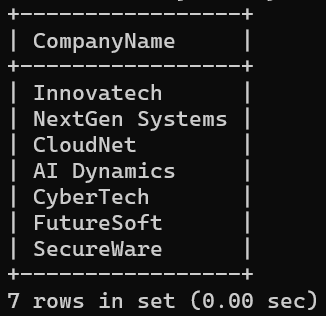 +------------------+
| CompanyName      |
+------------------+
| Innovatech       |
| NextGen Systems  |
| CloudNet         |
| AI Dynamics      |
| CyberTech        |
| FutureSoft       |
| SecureWare       |
+------------------+
7 rows in set (0.00 sec)